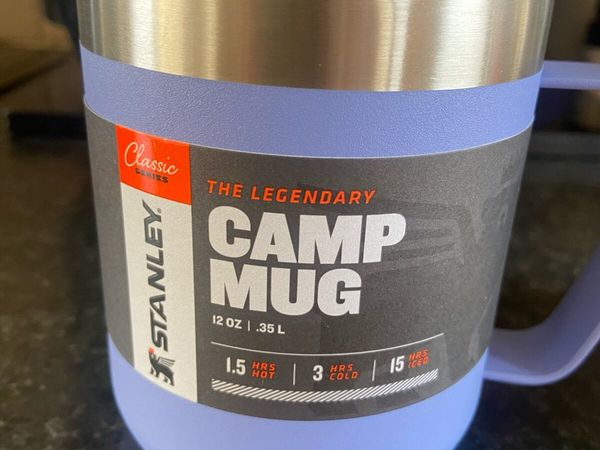 Classic
SERIES
STANLEY®
THE LEGENDARY
CAMP
MUG
12 OZ | .35 L
1.5 HRS HOT | 3 HRS COLD | 15 HRS ICED